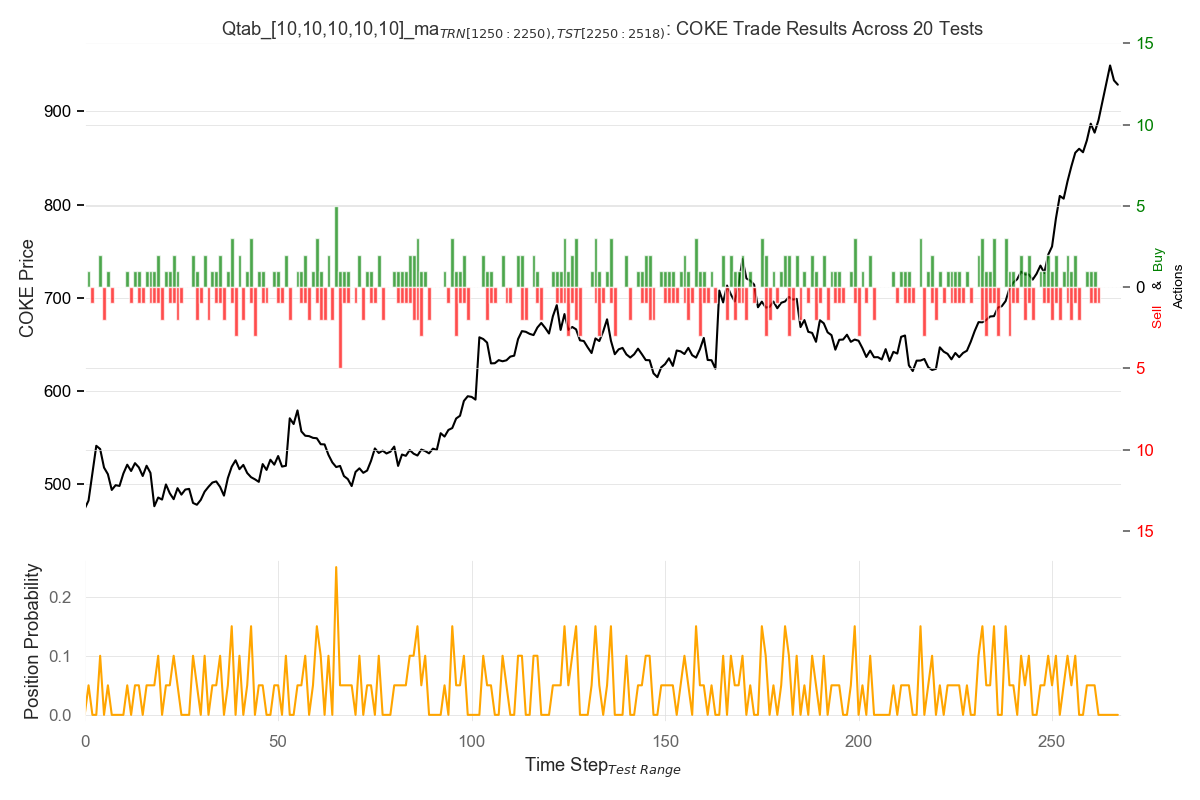 Qtab_[10,10,10,10,10]_ma_TRN[1250:2250),TST[2250:2518): COKE Trade Results Across 20 Tests
15
900
10
800
5
COKE Price
700
0
Sell & Buy
Actions
600
5
10
500
15
Position Probability
0.2
0.1
0.0
0 50 100 150 200 250
Time Step Test Range